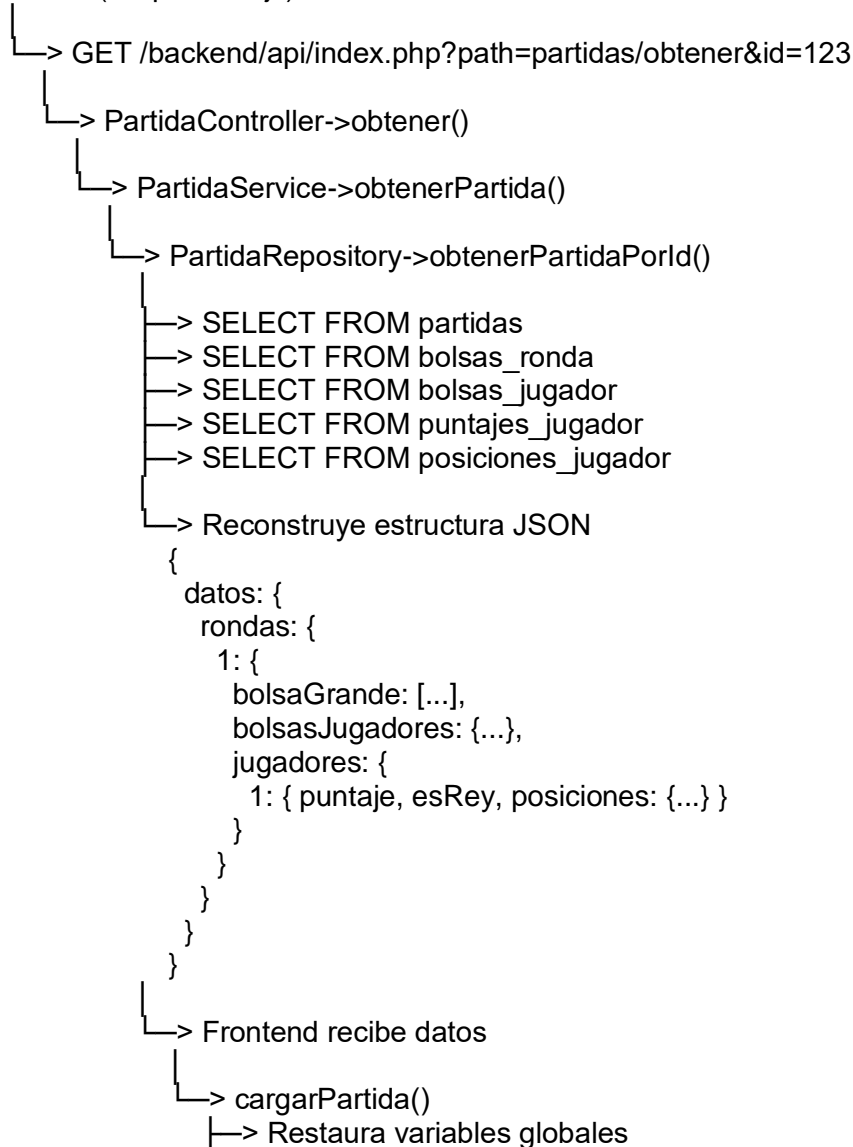 └──> GET /backend/api/index.php?path=partidas/obtener&id=123
└──> PartidaController->obtener()
└──> PartidaService->obtenerPartida()
└──> PartidaRepository->obtenerPartidaPorId()
├──> SELECT FROM partidas
├──> SELECT FROM bolsas_ronda
├──> SELECT FROM bolsas_jugador
├──> SELECT FROM puntajes_jugador
├──> SELECT FROM posiciones_jugador
└──> Reconstruye estructura JSON
{
datos: {
rondas: {
1: {
bolsaGrande: [...],
bolsasJugadores: {...},
jugadores: {
1: { puntaje, esRey, posiciones: {...} }
}
}
}
}
}
└──> Frontend recibe datos
└──> cargarPartida()
├──> Restaura variables globales